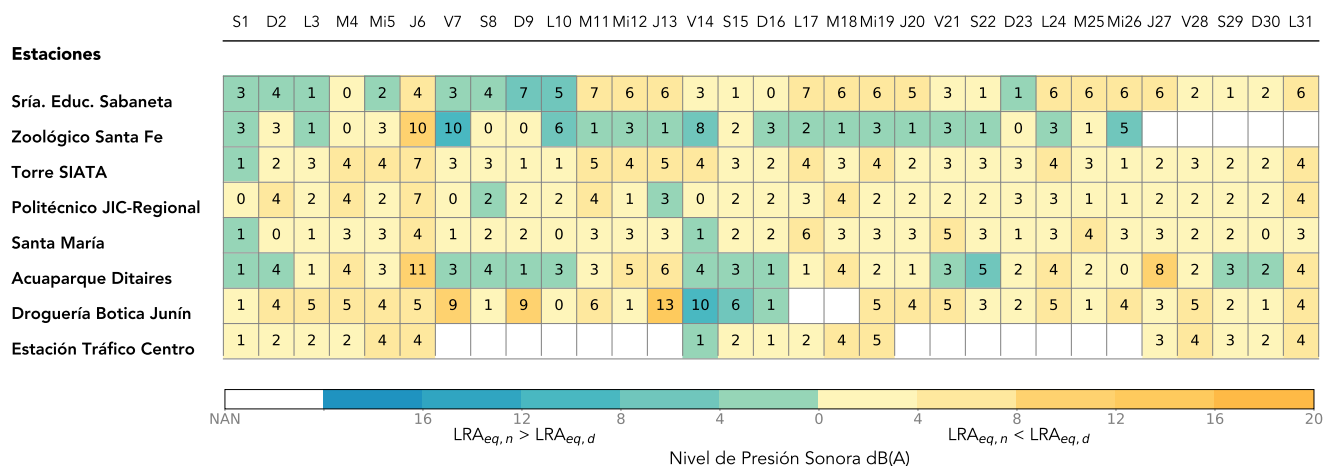 S1 D2 L3 M4 Mi5 J6 V7 S8 D9 L10 M11 Mi12 J13 V14 S15 D16 L17 M18 Mi19 J20 V21 S22 D23 L24 M25 Mi26 J27 V28 S29 D30 L31
Estaciones
Sría. Educ. Sabaneta 3 4 1 0 2 4 3 4 7 5 7 6 6 3 1 0 7 6 6 5 3 1 1 6 6 6 6 2 1 2 6
Zoológico Santa Fe 3 3 1 0 3 10 10 0 0 6 1 3 1 8 2 3 2 1 3 1 3 1 0 3 1 5
Torre SIATA 1 2 3 4 4 7 3 3 1 1 5 4 5 4 3 2 4 3 4 2 3 3 3 4 3 1 2 3 2 2 4
Politécnico JIC-Regional 0 4 2 4 2 7 0 2 2 2 4 1 3 0 2 2 3 4 2 2 2 2 3 3 1 1 2 2 2 2 4
Santa María 1 0 1 3 3 4 1 2 2 0 3 3 3 1 2 2 6 3 3 3 5 3 1 3 4 3 3 2 2 0 3
Acuaparque Ditaires 1 4 1 4 3 11 3 4 1 3 3 5 6 4 3 1 1 4 2 1 3 5 2 4 2 0 8 2 3 2 4
Droguería Botica Junín 1 4 5 5 4 5 9 1 9 0 6 1 13 10 6 1 5 4 5 3 2 5 1 4 3 5 2 1 4
Estación Tráfico Centro 1 2 2 2 4 4 1 2 1 2 4 5 3 4 3 2 4
NAN 16 12 8 4 0 4 8 12 16 20
LRAeq, n > LRAeq, d LRAeq, n < LRAeq, d
Nivel de Presión Sonora dB(A)